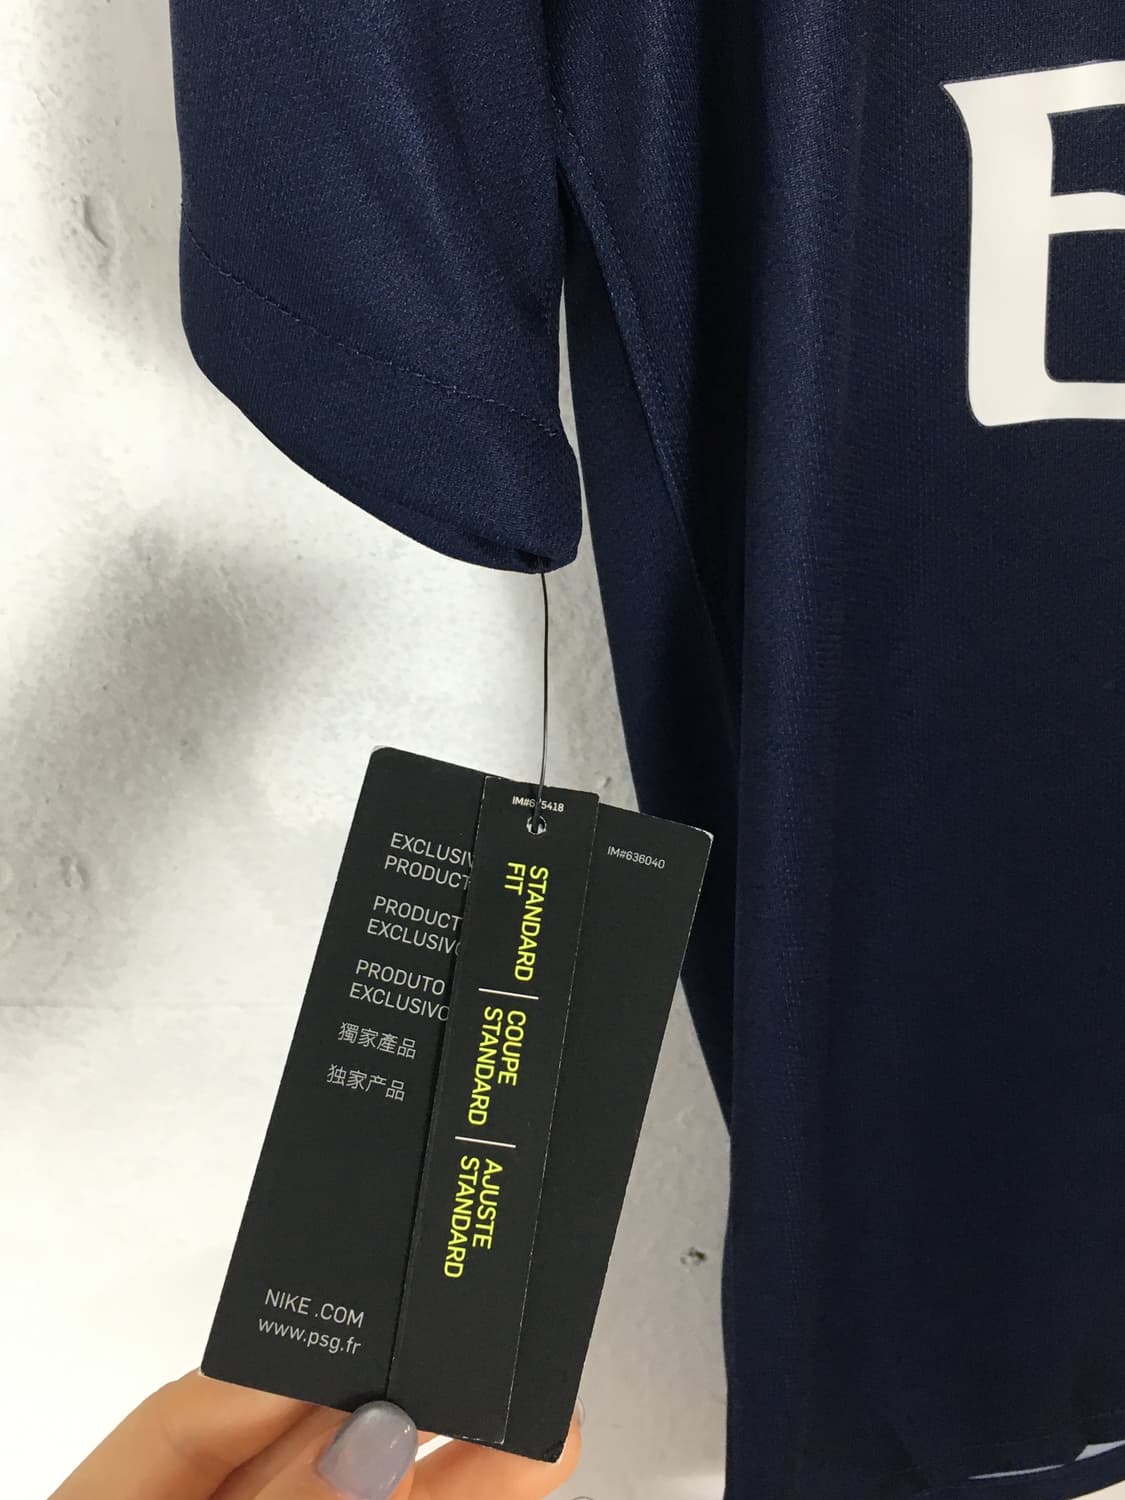 EXCLUSIV
PRODUCT
PRODUCT
EXCLUSIV
PRODUTO
EXCLUSIVO
獨家產品
独家产品
NIKE .COM
www.psg.fr
STANDARD
FIT
COUPE
STANDARD
AJUSTE
STANDARD
IM#636040